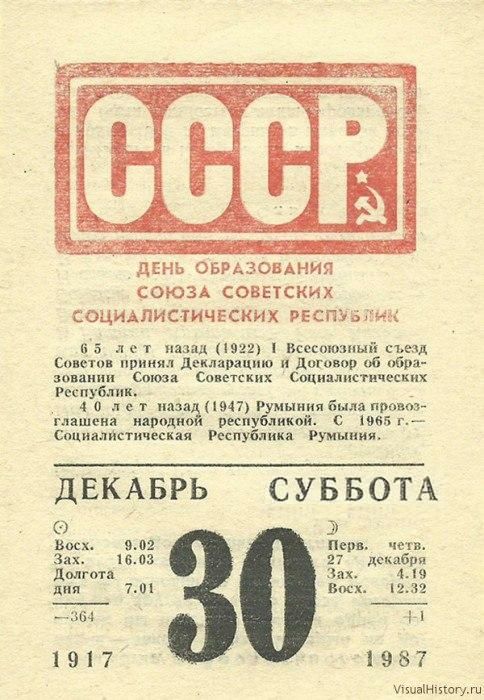 СССР
ДЕНЬ ОБРАЗОВАНИЯ
СОЮЗА СОВЕТСКИХ
СОЦИАЛИСТИЧЕСКИХ РЕСПУБЛИК
65 лет назад (1922) I Всесоюзный съезд
Советов принял Декларацию и Договор об обра-
зовании Союза Советских Социалистических
Республик.
40 лет назад (1947) Румыния была провоз-
глашена народной республикой. С 1965 г.—
Социалистическая Республика Румыния.
ДЕКАБРЬ СУББОТА
30
Восх. 9.02
Зах. 16.03
Долгота
дня 7.01
—364
1917
Перв. четв.
27 декабря
Зах. 4.19
Восх. 12.32
+1
1987
VisualHistory.ru